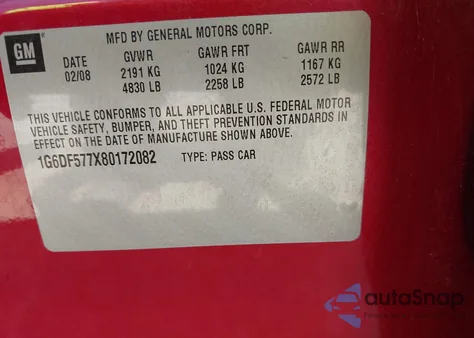 GM
MFD BY GENERAL MOTORS CORP.
DATE GVWR GAWR FRT GAWR RR
02/08 2191 KG 1024 KG 1167 KG
4830 LB 2258 LB 2572 LB
THIS VEHICLE CONFORMS TO ALL APPLICABLE U.S. FEDERAL MOTOR
VEHICLE SAFETY, BUMPER, AND THEFT PREVENTION STANDARDS IN
EFFECT ON THE DATE OF MANUFACTURE SHOWN ABOVE.
1G6DF577X80172082 TYPE: PASS CAR
autoSnap